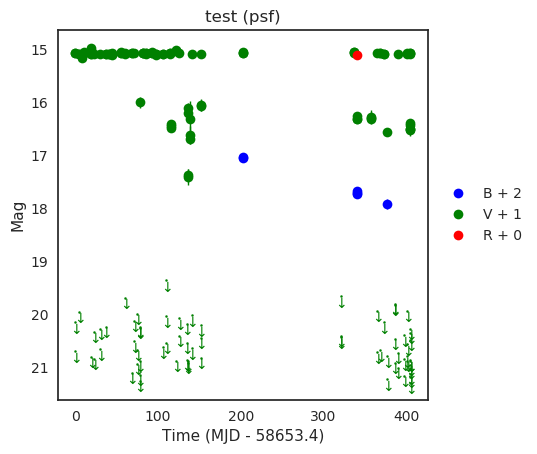 test (psf)
15
16
17
18
19
20
21
Mag
0
100
200
300
400
Time (MJD - 58653.4)
B + 2
V + 1
R + 0